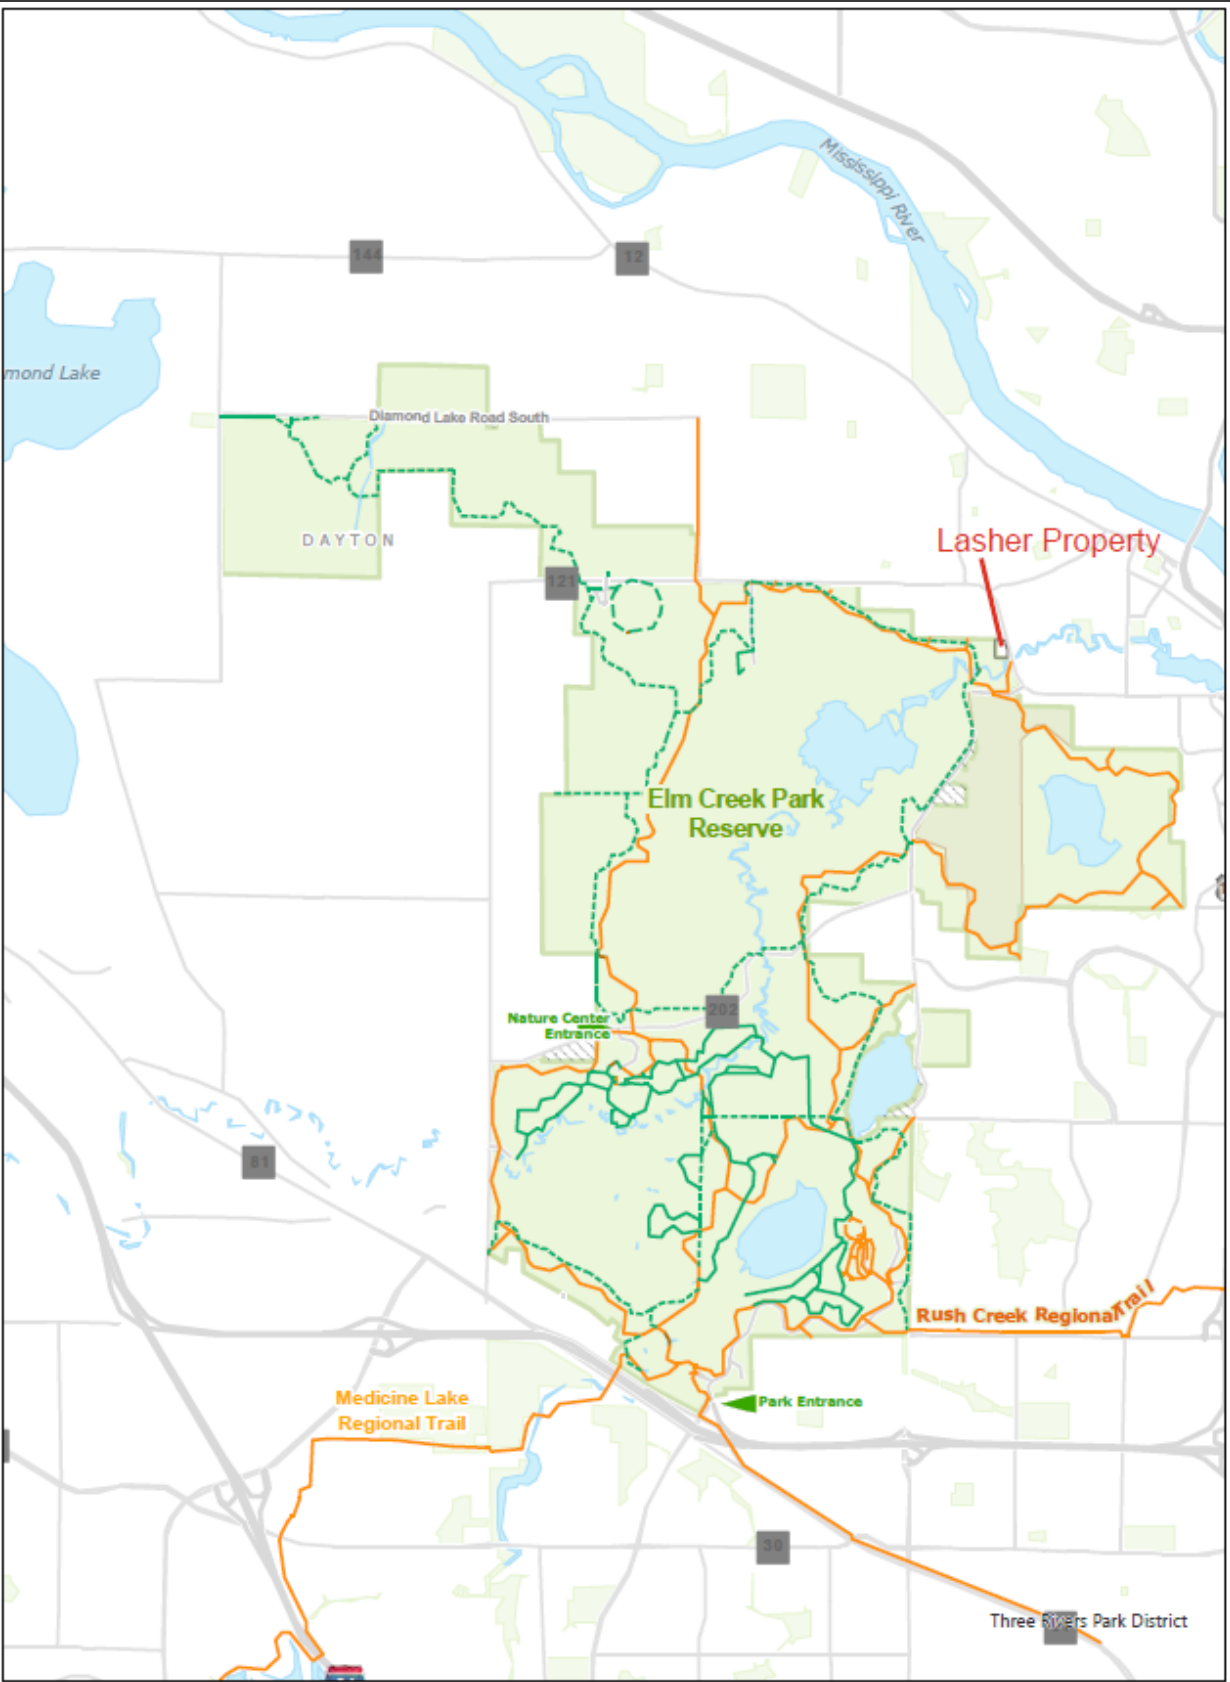 Mississippi River
144
12
mond Lake
Diamond Lake Road South
DAYTON
Lasher Property
121
Elm Creek Park
Reserve
Nature Center
Entrance
202
81
Rush Creek Regional Trail
Medicine Lake
Regional Trail
Park Entrance
30
Three Rivers Park District